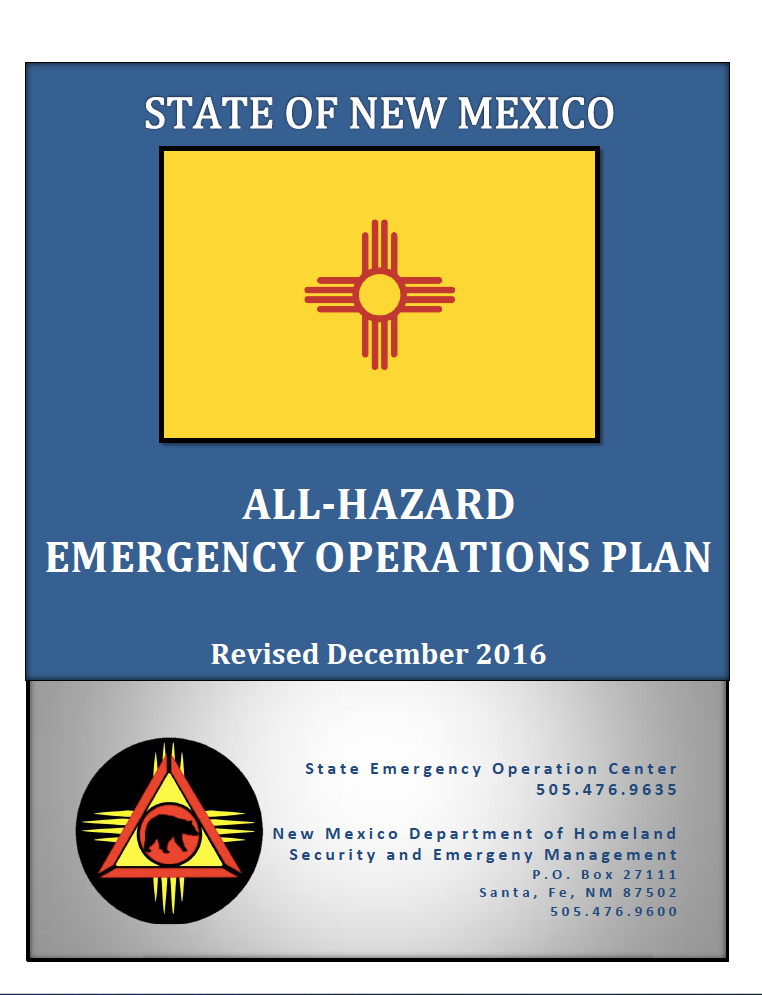 STATE OF NEW MEXICO
ALL-HAZARD
EMERGENCY OPERATIONS PLAN
Revised December 2016
State Emergency Operation Center
505.476.9635
New Mexico Department of Homeland
Security and Emergeny Management
P.O. Box 27111
Santa, Fe, NM 87502
505.476.9600